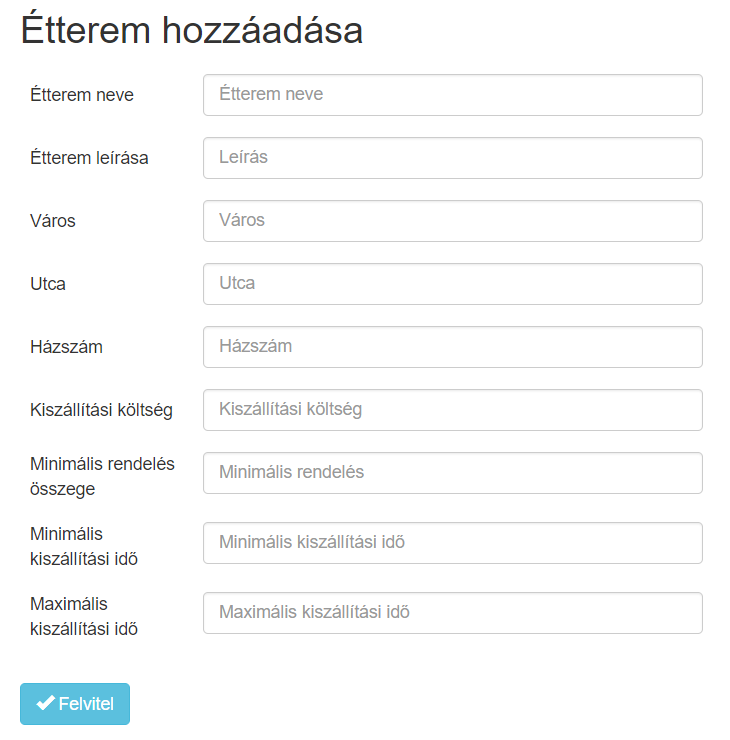 Étterem hozzáadása
Étterem neve
Étterem neve
Étterem leírása
Leírás
Város
Város
Utca
Utca
Házszám
Házszám
Kiszállítási költség
Kiszállítási költség
Minimális rendelés
összege
Minimális rendelés
Minimális
kiszállítási idő
Minimális kiszállítási idő
Maximális
kiszállítási idő
Maximális kiszállítási idő
Felvitel